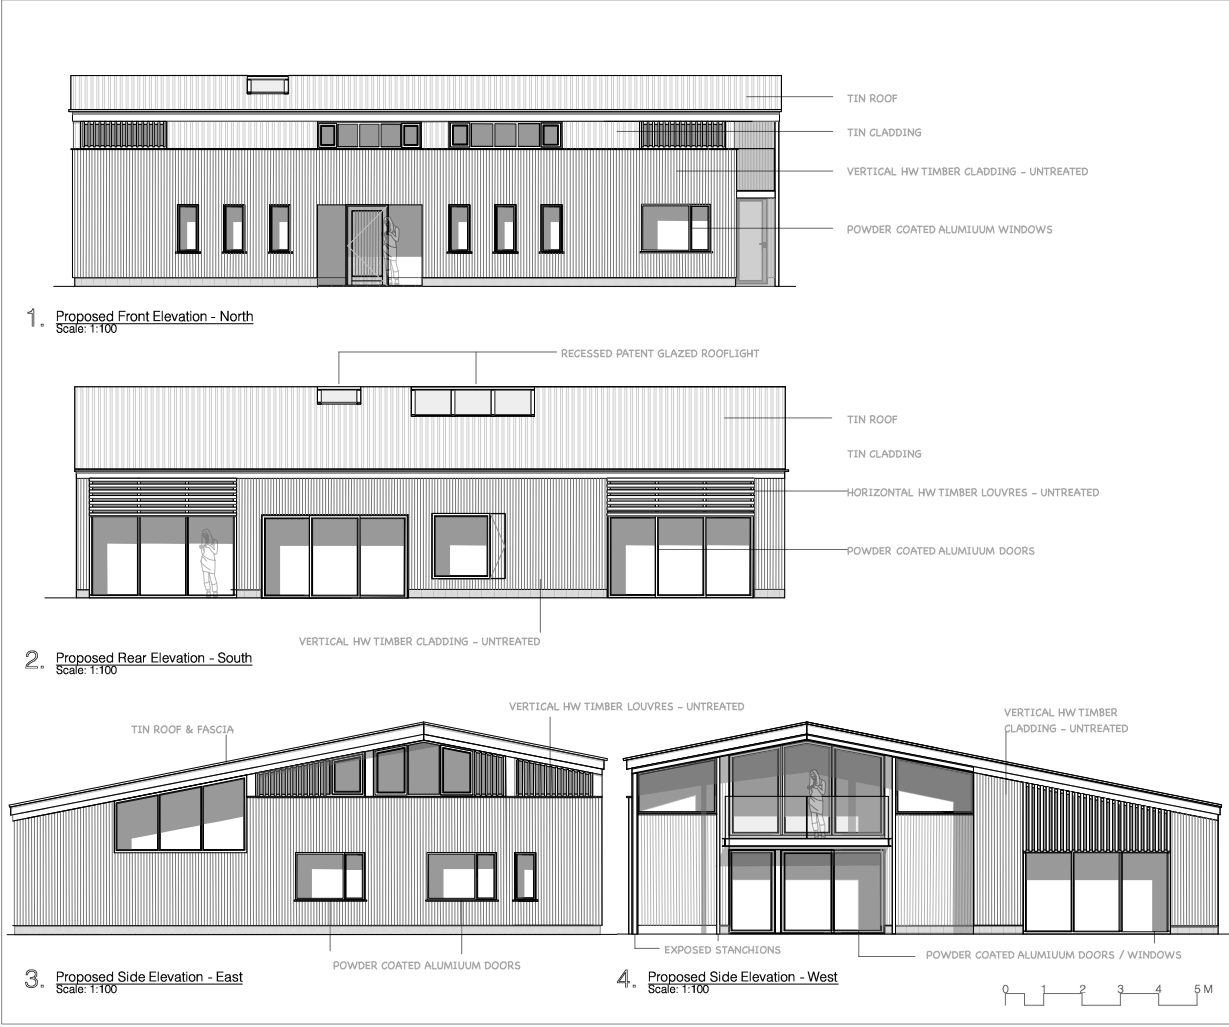 TIN ROOF
TIN CLADDING
VERTICAL HW TIMBER CLADDING – UNTREATED
POWDER COATED ALUMIUUM WINDOWS
1. Proposed Front Elevation - North
Scale: 1:100
RECESSED PATENT GLAZED ROOFLIGHT
TIN ROOF
TIN CLADDING
HORIZONTAL HW TIMBER LOUVRES – UNTREATED
POWDER COATED ALUMIUUM DOORS
VERTICAL HW TIMBER CLADDING – UNTREATED
2. Proposed Rear Elevation - South
Scale: 1:100
VERTICAL HW TIMBER LOUVRES – UNTREATED
TIN ROOF & FASCIA
VERTICAL HW TIMBER
CLADDING – UNTREATED
POWDER COATED ALUMIUUM DOORS
EXPOSED STANCHIONS
POWDER COATED ALUMIUUM DOORS / WINDOWS
3. Proposed Side Elevation - East
Scale: 1:100
4. Proposed Side Elevation - West
Scale: 1:100
0 1 2 3 4 5 M